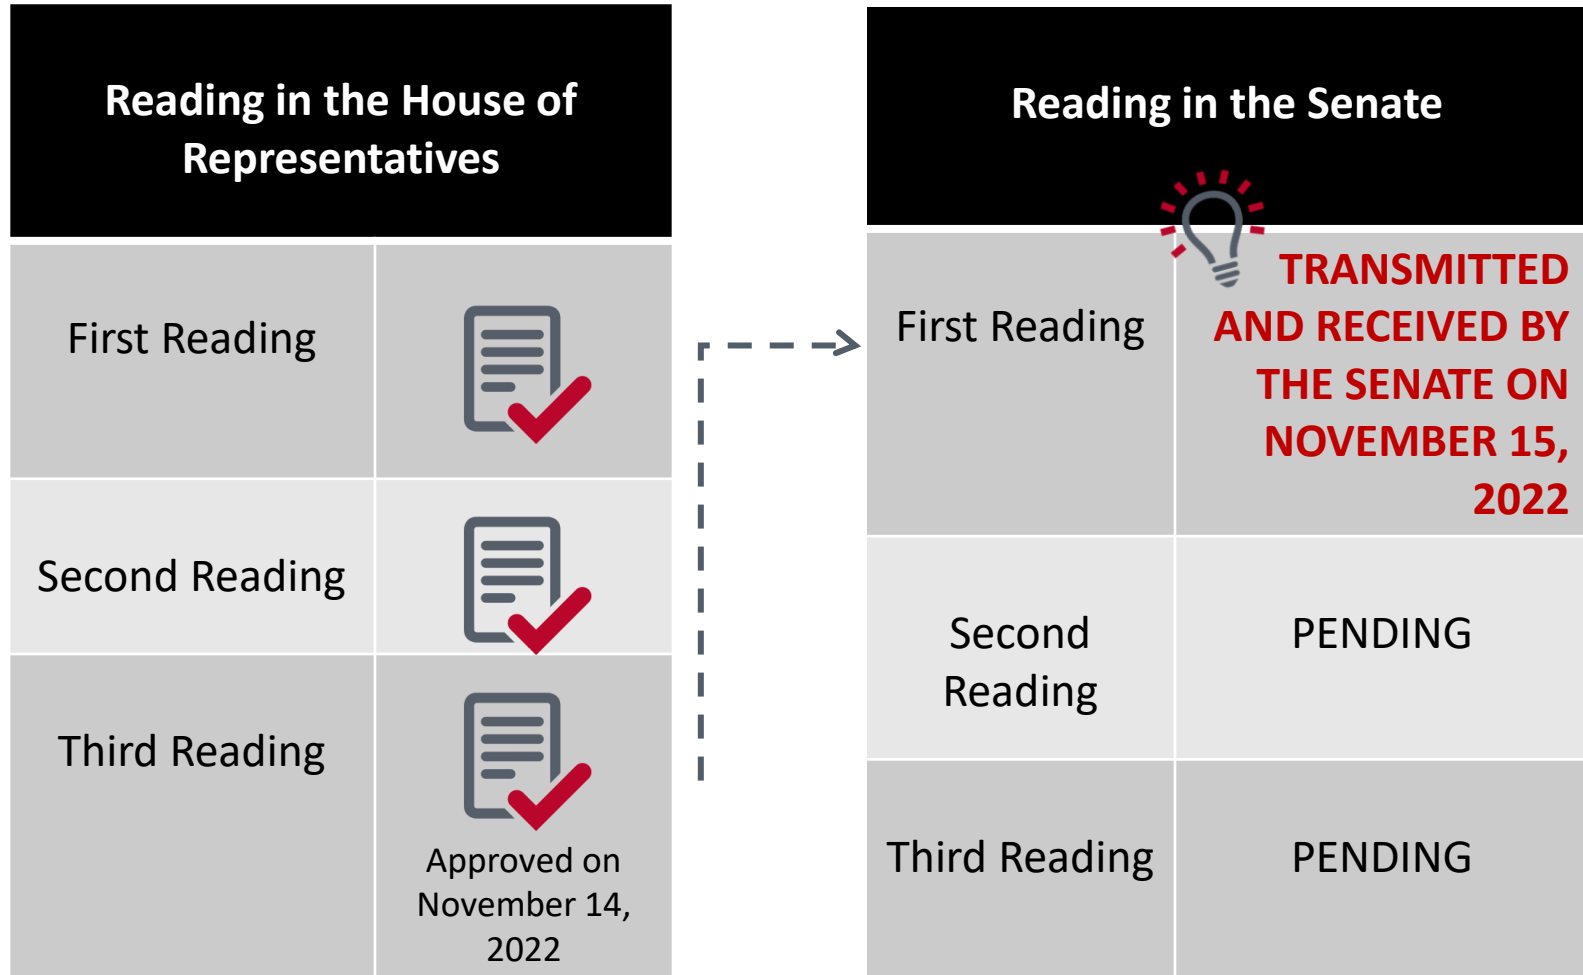 Reading in the House of
Representatives
First Reading
Second Reading
Third Reading
Approved on
November 14,
2022
Reading in the Senate
First Reading
TRANSMITTED
AND RECEIVED BY
THE SENATE ON
NOVEMBER 15,
2022
Second
Reading
PENDING
Third Reading
PENDING